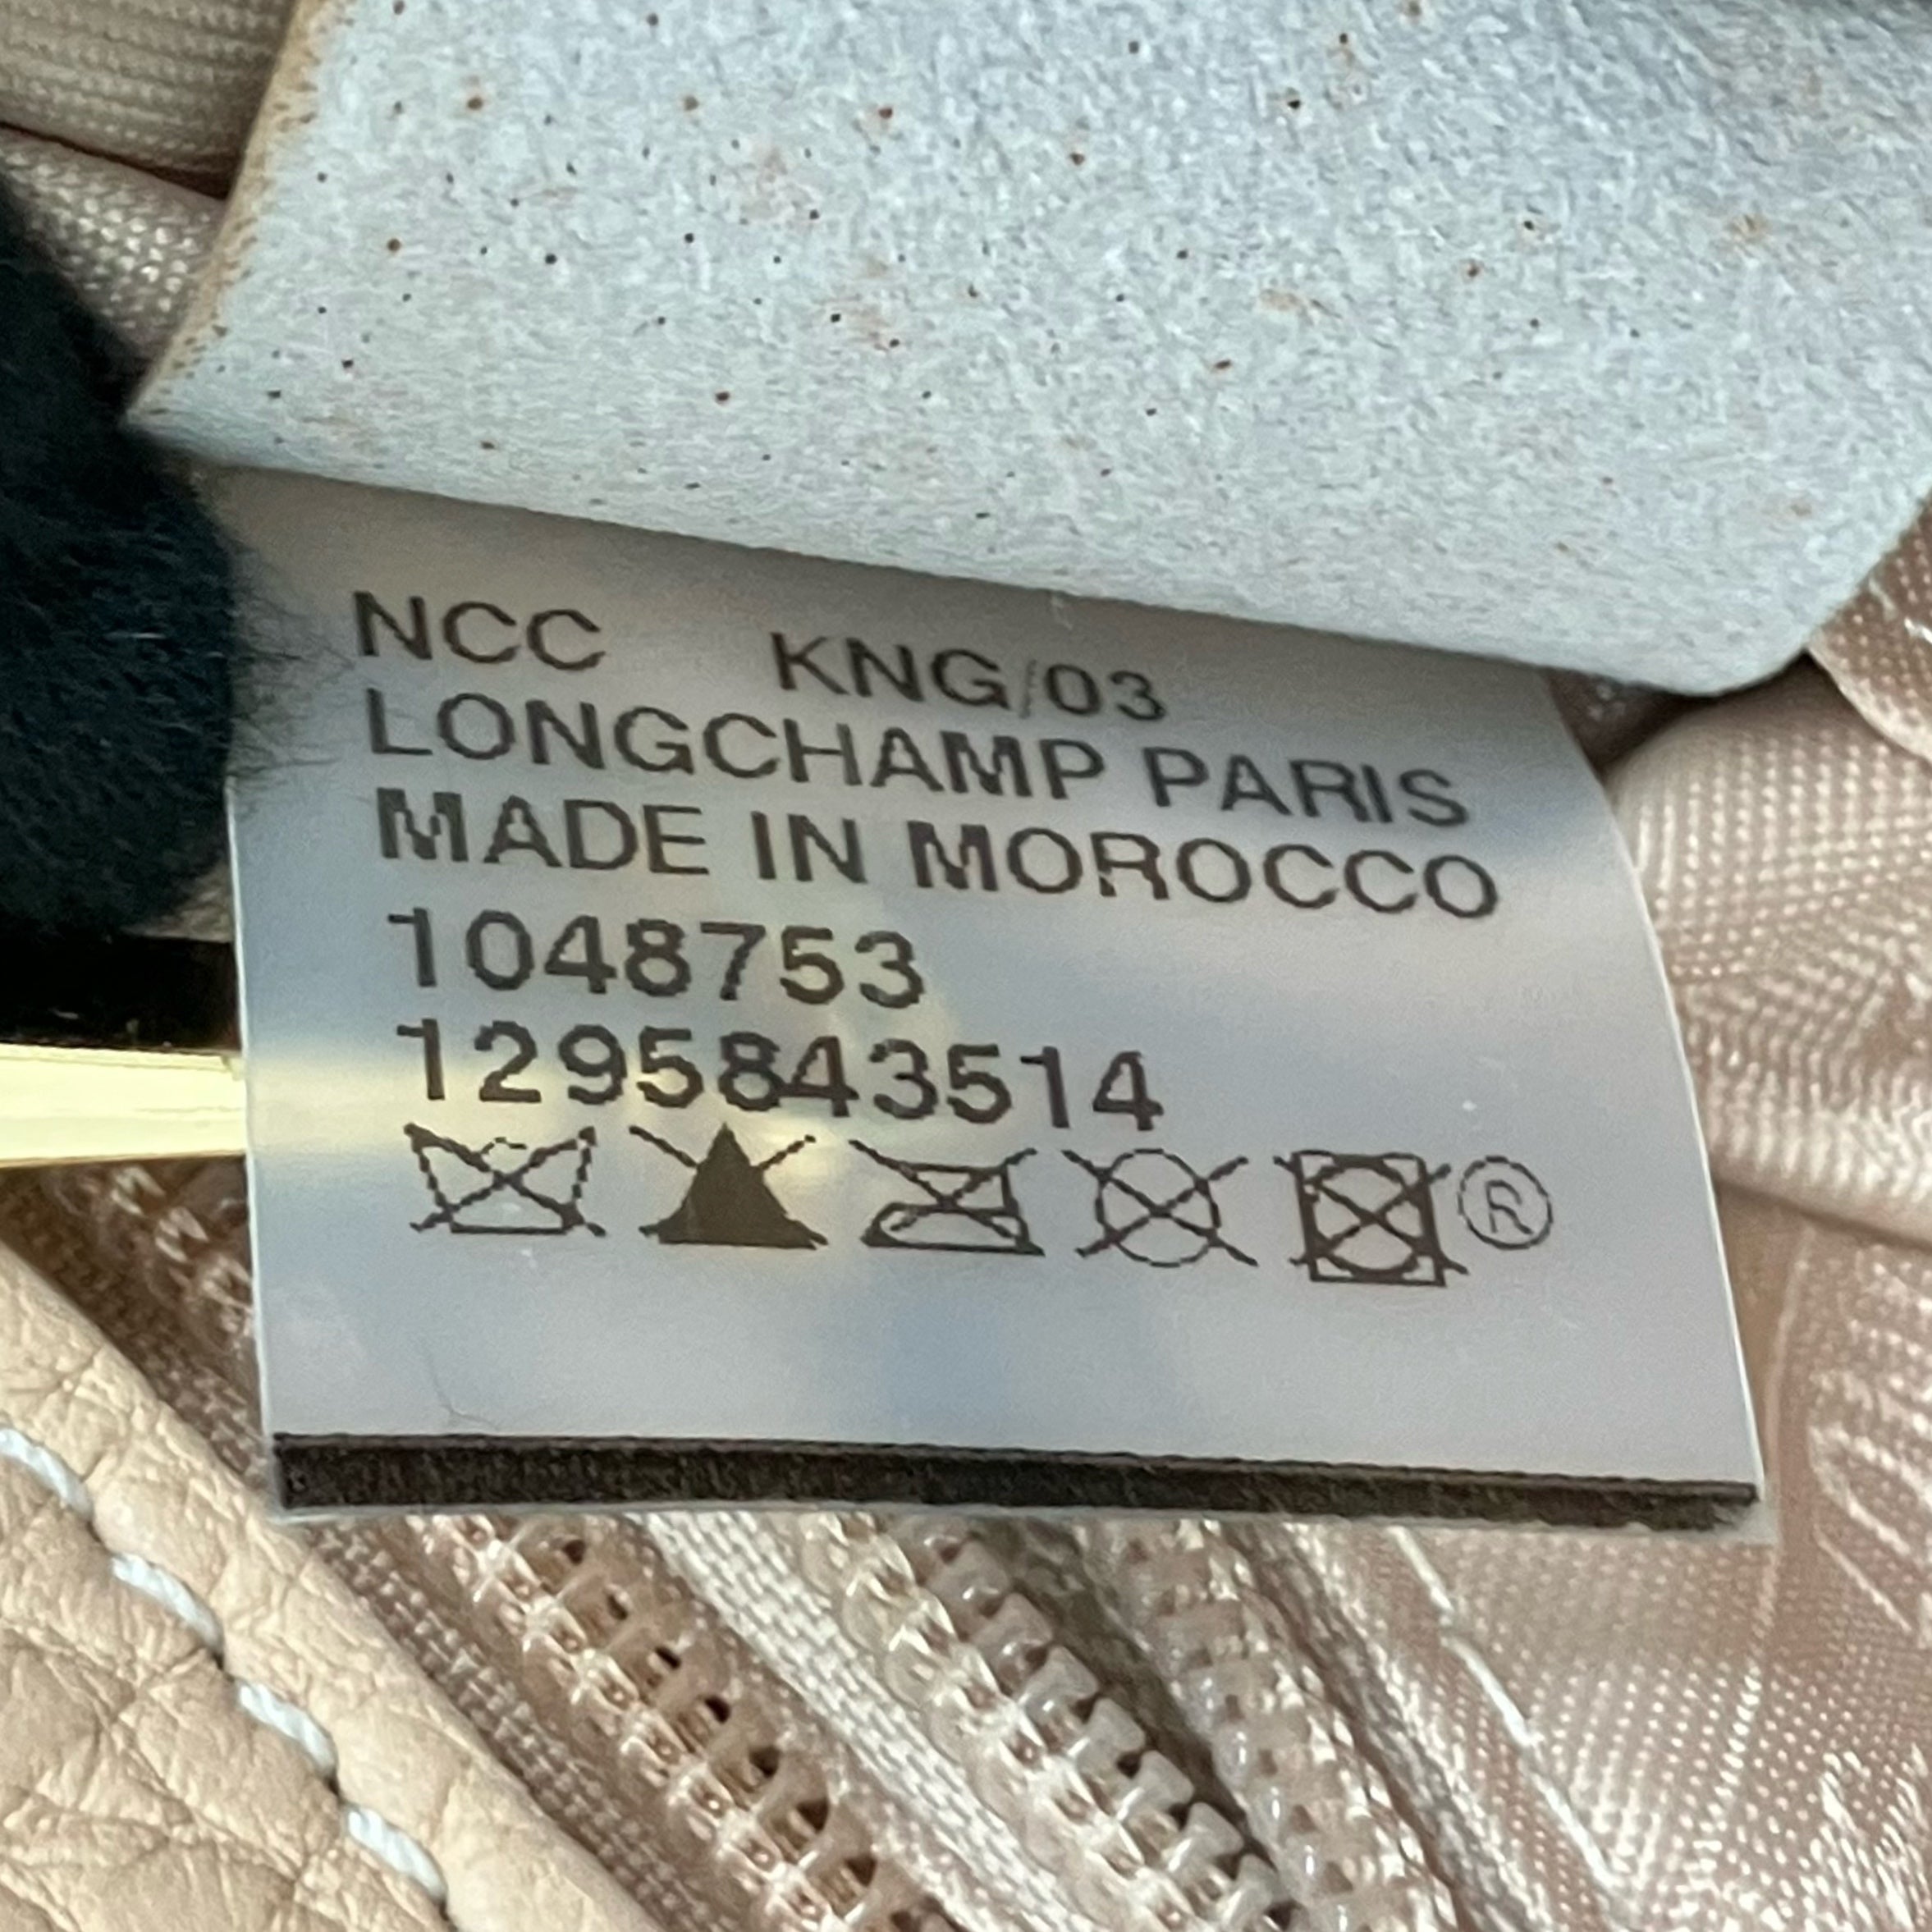 NCC KNG/03
LONGCHAMP PARIS
MADE IN MOROCCO
1048753
1295843514
®